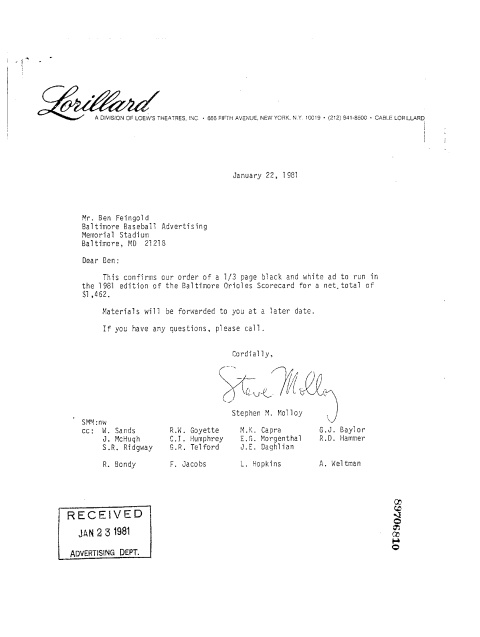 Lorillard
A DIVISION OF LOEW'S THEATRES, INC. • 666 FIFTH AVENUE, NEW YORK, N.Y. 10019 • (212) 841-8800 • CABLE LORILLARD
January 22, 1981
Mr. Ben Feingold
Baltimore Baseball Advertising
Memorial Stadium
Baltimore, MD 21218
Dear Ben:
This confirms our order of a 1/3 page black and white ad to run in
the 1981 edition of the Baltimore Orioles Scorecard for a net total of
$1,462.
Materials will be forwarded to you at a later date.
If you have any questions, please call.
Cordially,
Steve Molloy
Stephen M. Molloy
SMM:nw
cc: W. Sands R.W. Goyette M.K. Capra G.J. Baylor
J. McHugh C.I. Humphrey E.G. Morgenthal R.D. Hammer
S.R. Ridgway G.R. Telford J.E. Daghlian
R. Bondy F. Jacobs L. Hopkins A. Weltman
RECEIVED
JAN 23 1981
ADVERTISING DEPT.
89706810